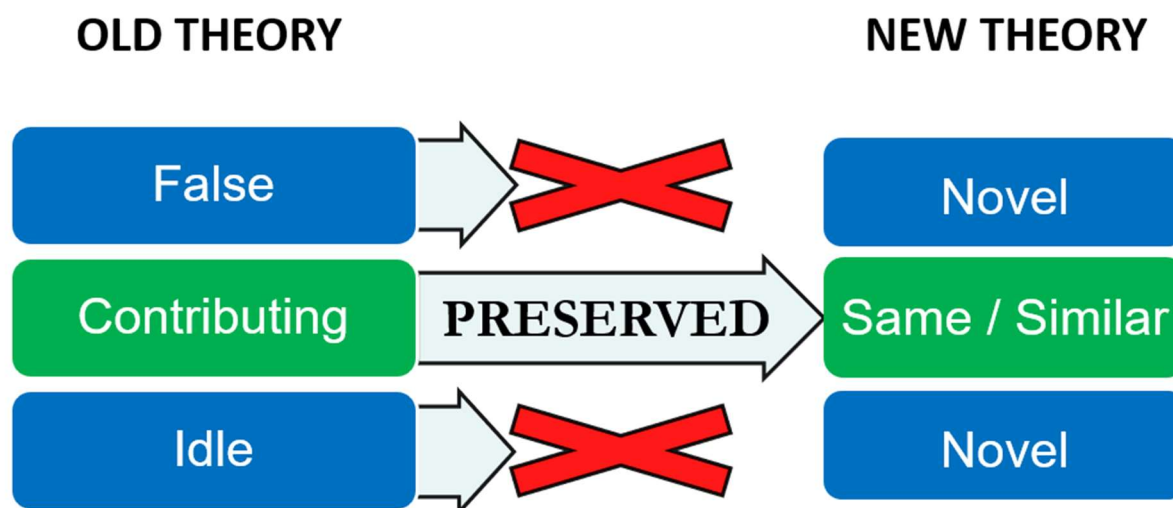 OLD THEORY
NEW THEORY
False
Novel
Contributing
PRESERVED
Same / Similar
Idle
Novel